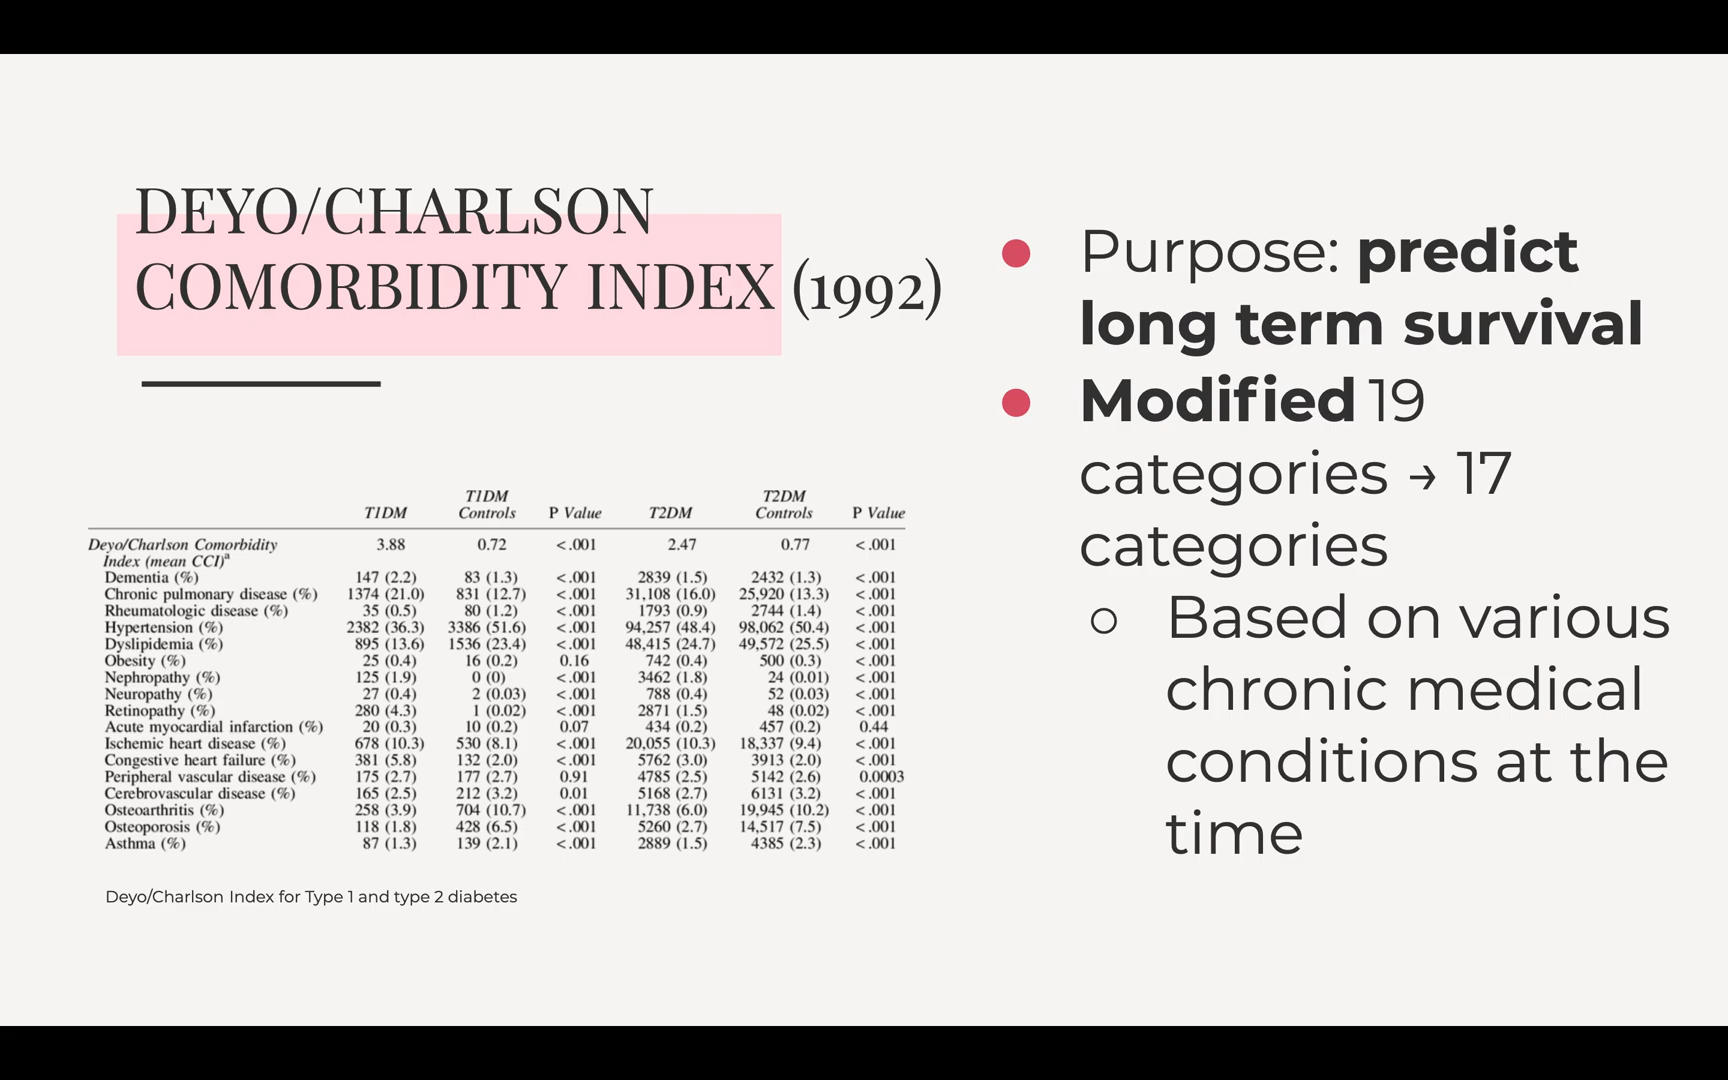 DEYO/CHARLSON
COMORBIDITY INDEX (1992)
T1DM T1DM Controls P Value T2DM T2DM Controls P Value
Deyo/Charlson Comorbidity Index (mean CCI)a 3.88 0.72 <.001 2.47 0.77 <.001
Dementia (%) 147 (2.2) 83 (1.3) <.001 2839 (1.5) 2432 (1.3) <.001
Chronic pulmonary disease (%) 1374 (21.0) 831 (12.7) <.001 31,108 (16.0) 25,920 (13.3) <.001
Rheumatologic disease (%) 35 (0.5) 80 (1.2) <.001 1793 (0.9) 2744 (1.4) <.001
Hypertension (%) 2382 (36.3) 3386 (51.6) <.001 94,257 (48.4) 98,062 (50.4) <.001
Dyslipidemia (%) 895 (13.6) 1536 (23.4) <.001 48,415 (24.7) 49,572 (25.5) <.001
Obesity (%) 25 (0.4) 16 (0.2) 0.16 742 (0.4) 500 (0.3) <.001
Nephropathy (%) 125 (1.9) 0 (0) <.001 3462 (1.8) 24 (0.01) <.001
Neuropathy (%) 27 (0.4) 2 (0.03) <.001 788 (0.4) 52 (0.03) <.001
Retinopathy (%) 280 (4.3) 1 (0.02) <.001 2871 (1.5) 48 (0.02) <.001
Acute myocardial infarction (%) 20 (0.3) 10 (0.2) 0.07 434 (0.2) 457 (0.2) 0.44
Ischemic heart disease (%) 678 (10.3) 530 (8.1) <.001 20,055 (10.3) 18,337 (9.4) <.001
Congestive heart failure (%) 381 (5.8) 132 (2.0) <.001 5762 (3.0) 3913 (2.0) <.001
Peripheral vascular disease (%) 175 (2.7) 177 (2.7) 0.91 4785 (2.5) 5142 (2.6) 0.0003
Cerebrovascular disease (%) 165 (2.5) 212 (3.2) 0.01 5168 (2.7) 6131 (3.2) <.001
Osteoarthritis (%) 258 (3.9) 704 (10.7) <.001 11,738 (6.0) 19,945 (10.2) <.001
Osteoporosis (%) 118 (1.8) 428 (6.5) <.001 5260 (2.7) 14,517 (7.5) <.001
Asthma (%) 87 (1.3) 139 (2.1) <.001 2889 (1.5) 4385 (2.3) <.001
Deyo/Charlson Index for Type 1 and type 2 diabetes
● Purpose: predict
long term survival
● Modified 19
categories → 17
categories
○ Based on various
chronic medical
conditions at the
time